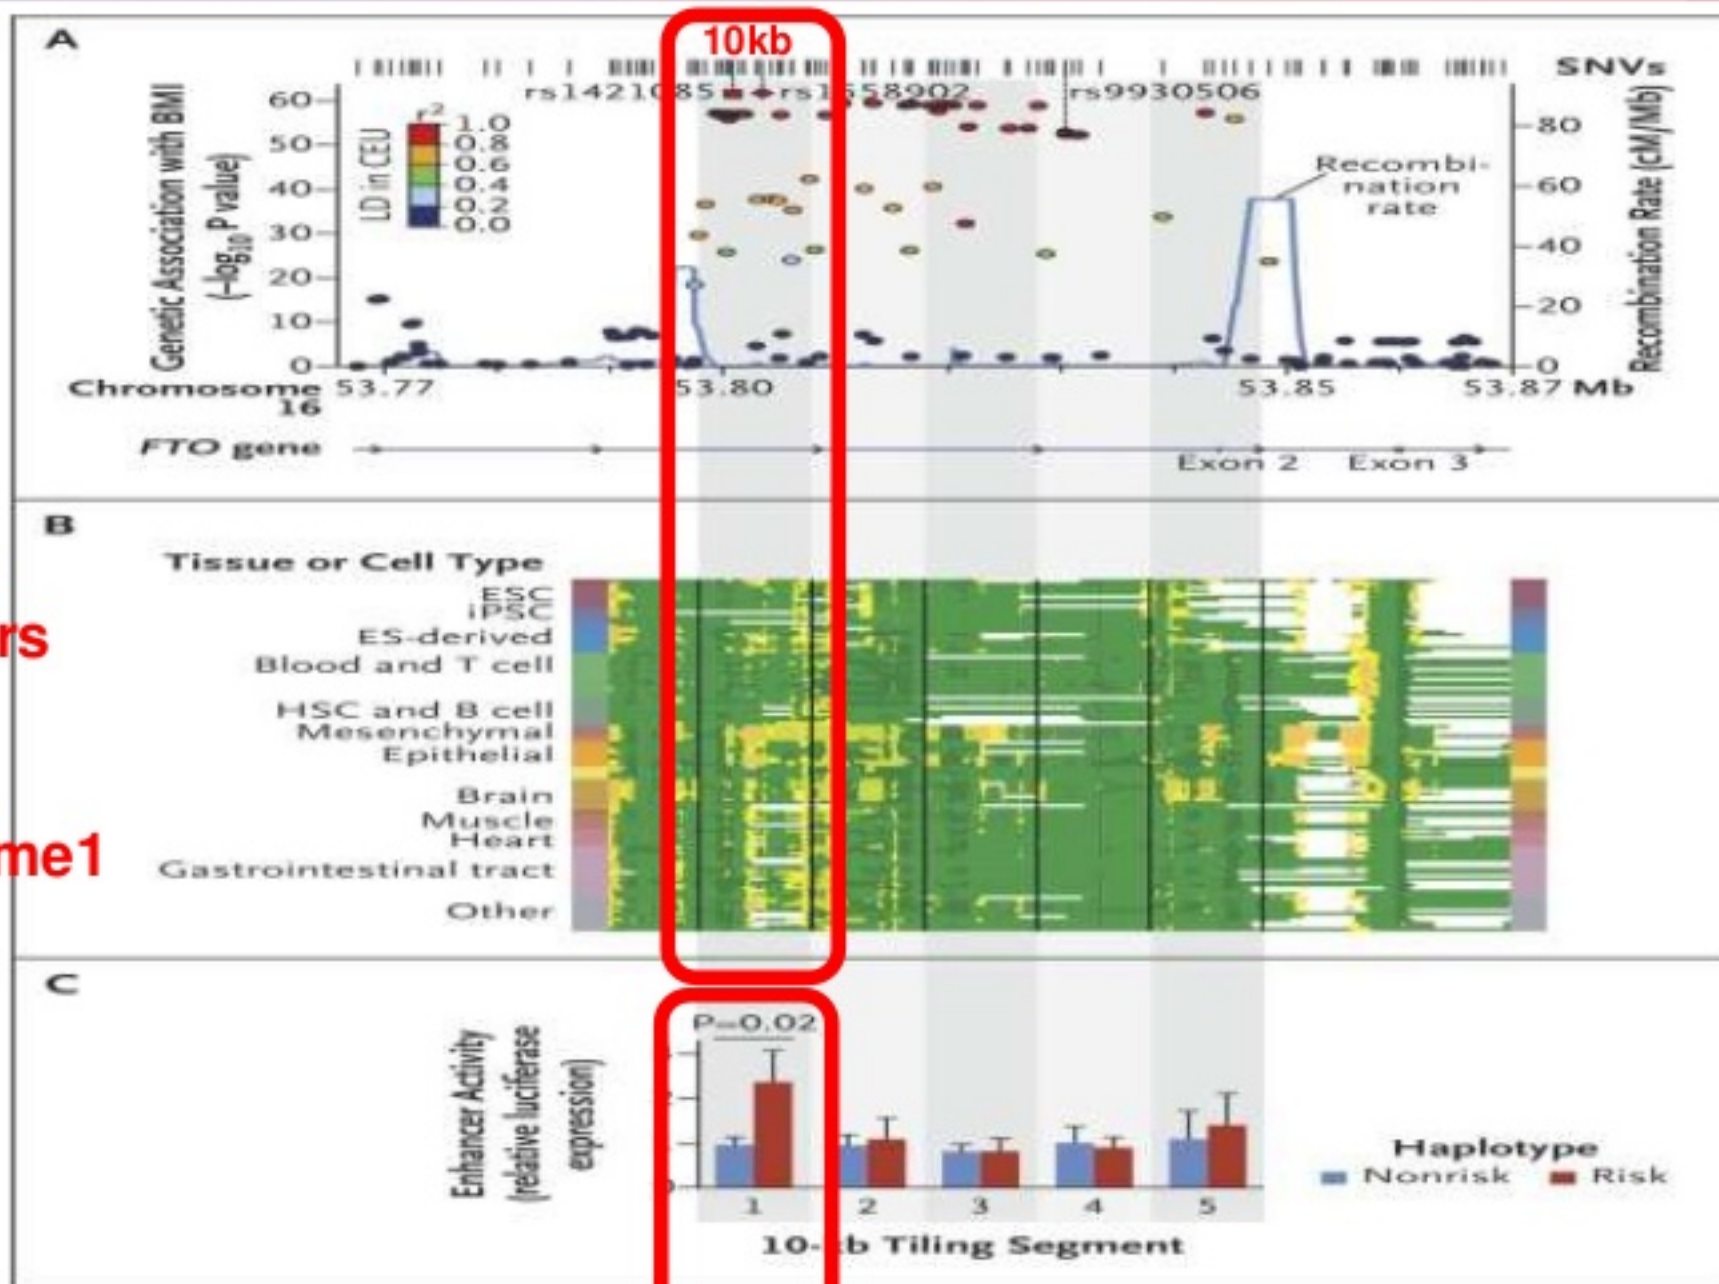 A
10kb
SNVs
rs1421085
rs1558902
rs9930506
Genetic Association with BMI
(−log10 P value)
60
50
40
30
20
10
0
LD in CEU
r2
1.0
0.8
0.6
0.4
0.2
0.0
Recombi-
nation
rate
80
60
40
20
0
Recombination Rate (cM/Mb)
Chromosome
16
53.77
53.80
53.85
53.87 Mb
FTO gene
Exon 2
Exon 3
B
Tissue or Cell Type
ESC
iPSC
rs
ES-derived
Blood and T cell
HSC and B cell
Mesenchymal
Epithelial
Brain
Muscle
Heart
me1
Gastrointestinal tract
Other
C
Enhancer Activity
(relative luciferase
expression)
P=0.02
1
2
3
4
5
10-kb Tiling Segment
Haplotype
Nonrisk
Risk